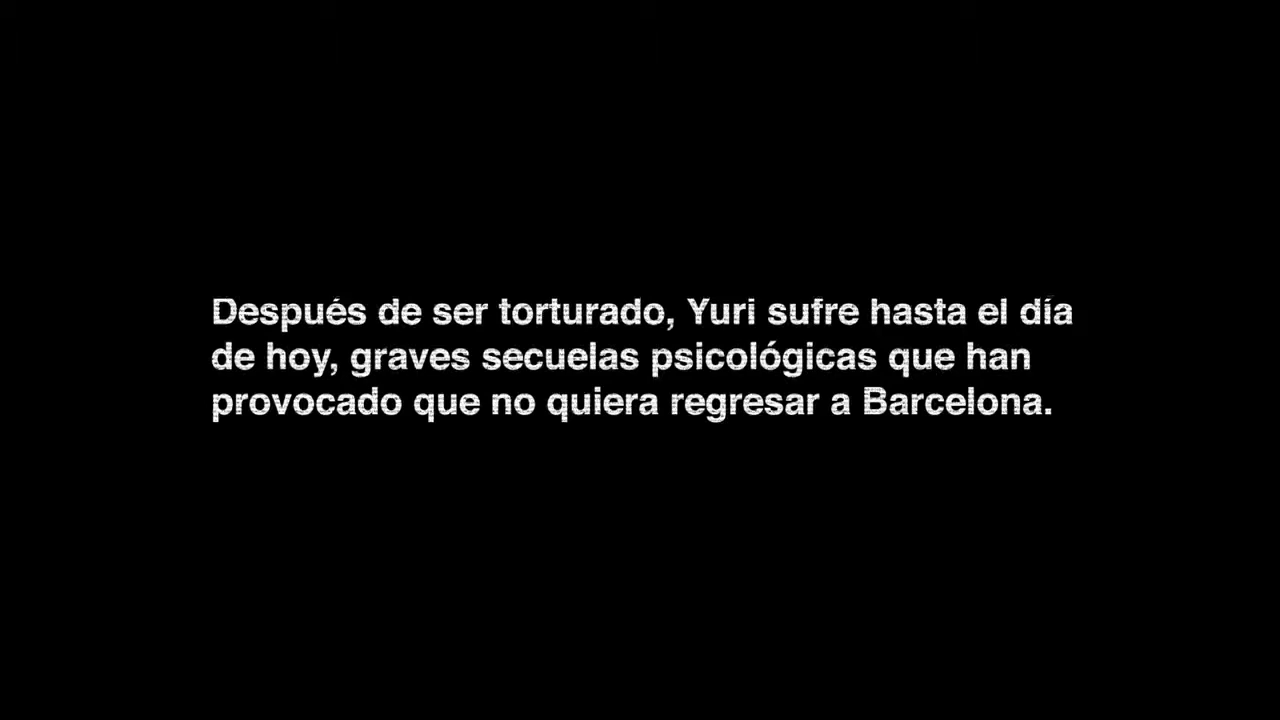 Después de ser torturado, Yuri sufre hasta el día
de hoy, graves secuelas psicológicas que han
provocado que no quiera regresar a Barcelona.